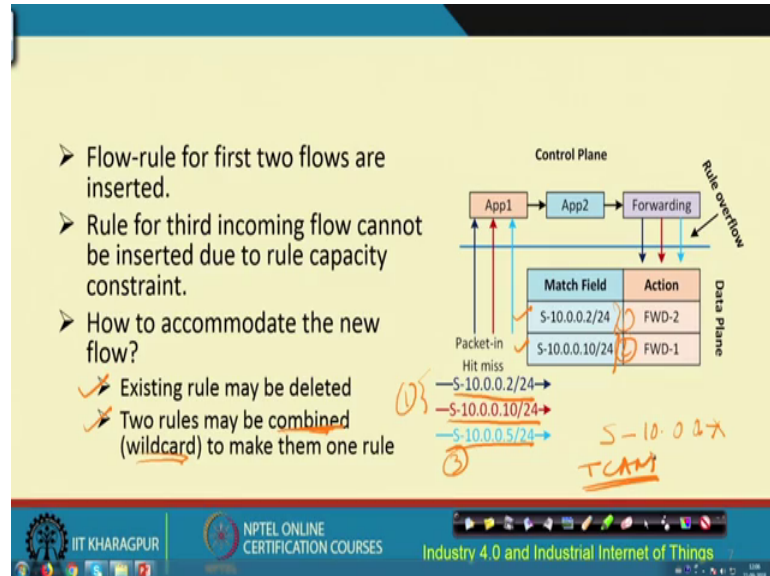 ➤ Flow-rule for first two flows are
inserted.
➤ Rule for third incoming flow cannot
be inserted due to rule capacity
constraint.
➤ How to accommodate the new
flow?
➤ Existing rule may be deleted
➤ Two rules may be combined
(wildcard) to make them one rule
Control Plane
App1
App2
Forwarding
Rule overflow
Match Field
Action
S-10.0.0.2/24
FWD-2
S-10.0.0.10/24
FWD-1
Data Plane
Packet-in
Hit miss
S-10.0.0.2/24
S-10.0.0.10/24
S-10.0.0.5/24
1
3
TCAM
IIT KHARAGPUR
NPTEL ONLINE
CERTIFICATION COURSES
Industry 4.0 and Industrial Internet of Things
7